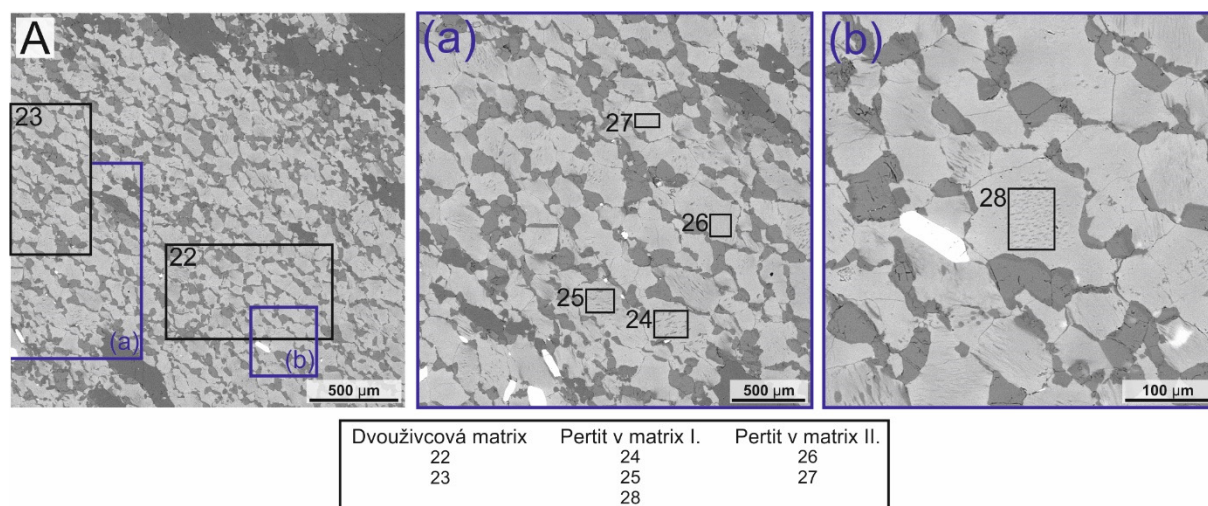 A
23
22
(a)
(b)
500 µm
(a)
27
26
25
24
500 µm
(b)
28
100 µm
Dvouživcová matrix Pertit v matrix I. Pertit v matrix II.
22 24 26
23 25 27
28